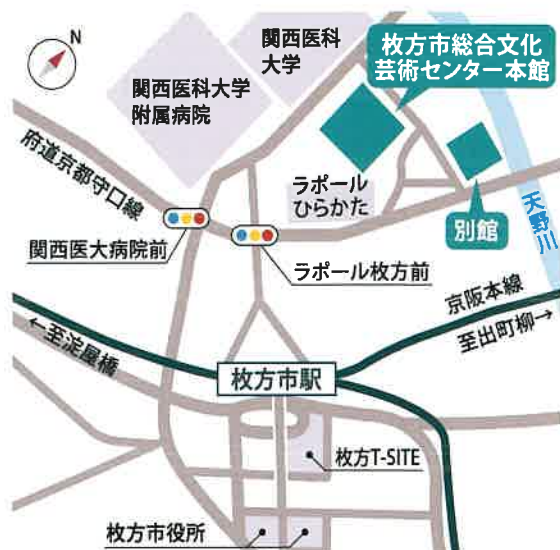 N
関西医科
大学
枚方市総合文化
芸術センター本館
関西医科大学
附属病院
府道京都守口線
ラポール
ひらかた
別館
天野川
関西医大病院前
ラポール枚方前
京阪本線
至出町柳→
←至淀屋橋
枚方市駅
枚方T-SITE
枚方市役所